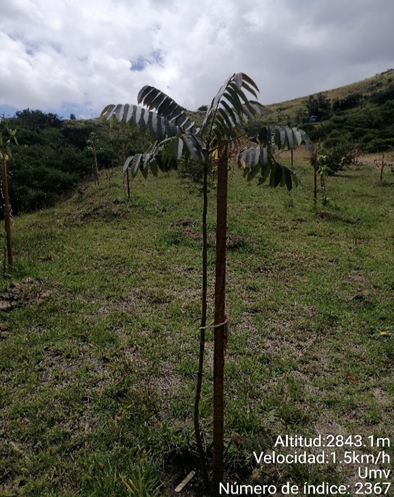 Altitud:2843.1m
Velocidad:1.5km/h
Umv
Número de índice: 2367